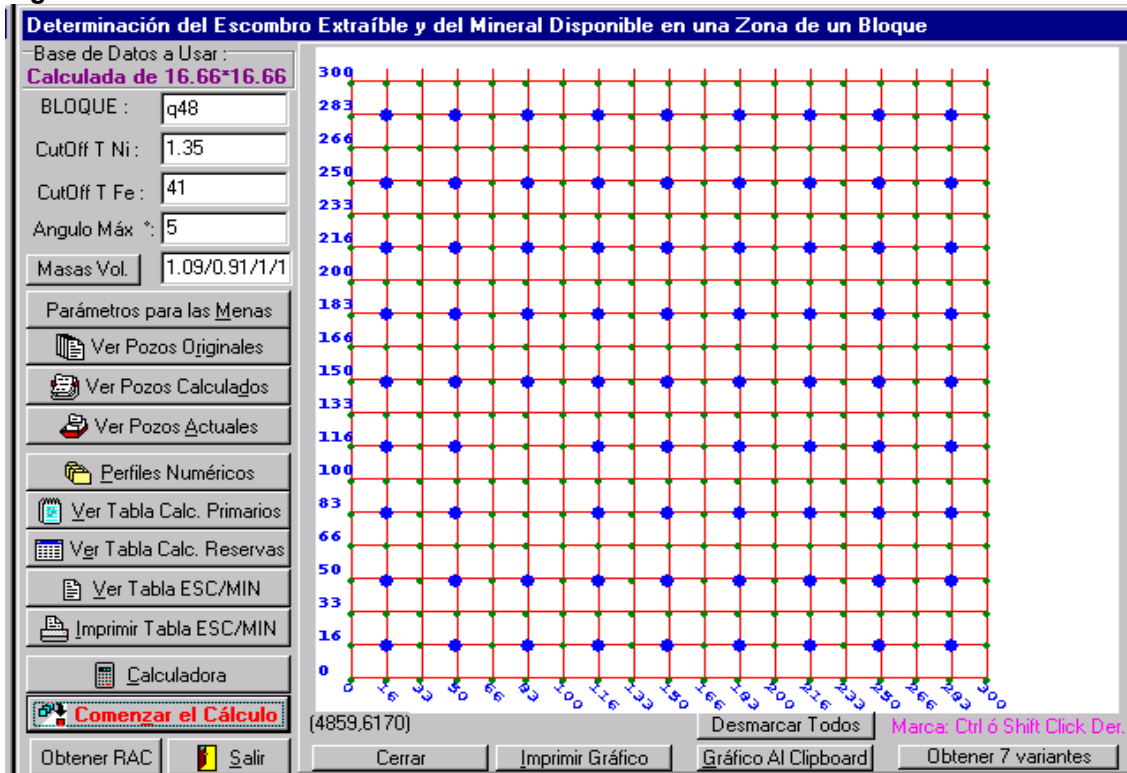 Determinación del Escombro Extraíble y del Mineral Disponible en una Zona de un Bloque
Base de Datos a Usar :
Calculada de 16.66*16.66
BLOQUE : q48
CutOff T Ni : 1.35
CutOff T Fe : 41
Angulo Máx °: 5
Masas Vol. 1.09/0.91/1/1
Parámetros para las Menas
Ver Pozos Originales
Ver Pozos Calculados
Ver Pozos Actuales
Perfiles Numéricos
Ver Tabla Calc. Primarios
Ver Tabla Calc. Reservas
Ver Tabla ESC/MIN
Imprimir Tabla ESC/MIN
Calculadora
Comenzar el Cálculo
Obtener RAC Salir
300
283
266
250
233
216
200
183
166
150
133
116
100
83
66
50
33
16
0
0 16 33 50 66 83 100 116 133 150 166 183 200 216 233 250 266 283 300
(4859,6170) Desmarcar Todos Marca: Ctrl ó Shift Click Der.
Cerrar Imprimir Gráfico Gráfico Al Clipboard Obtener 7 variantes